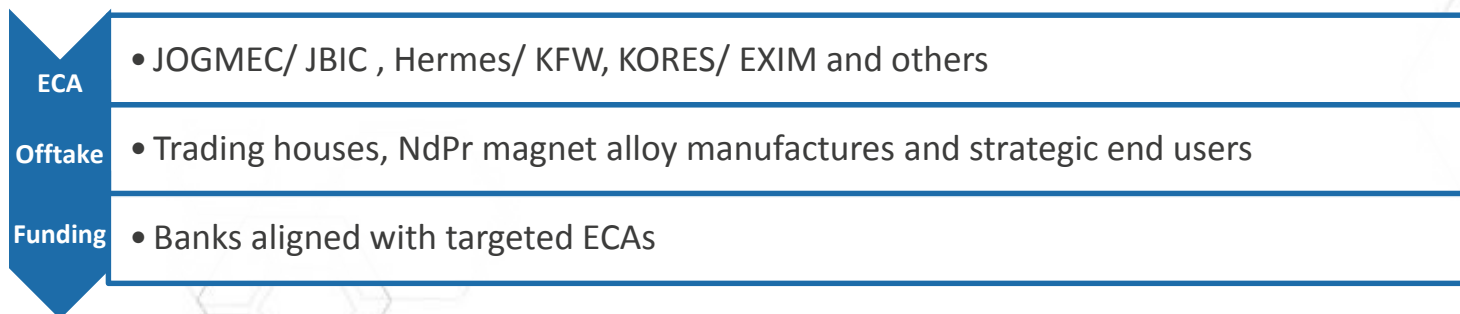 ECA
• JOGMEC/ JBIC , Hermes/ KFW, KORES/ EXIM and others
Offtake
• Trading houses, NdPr magnet alloy manufactures and strategic end users
Funding
• Banks aligned with targeted ECAs